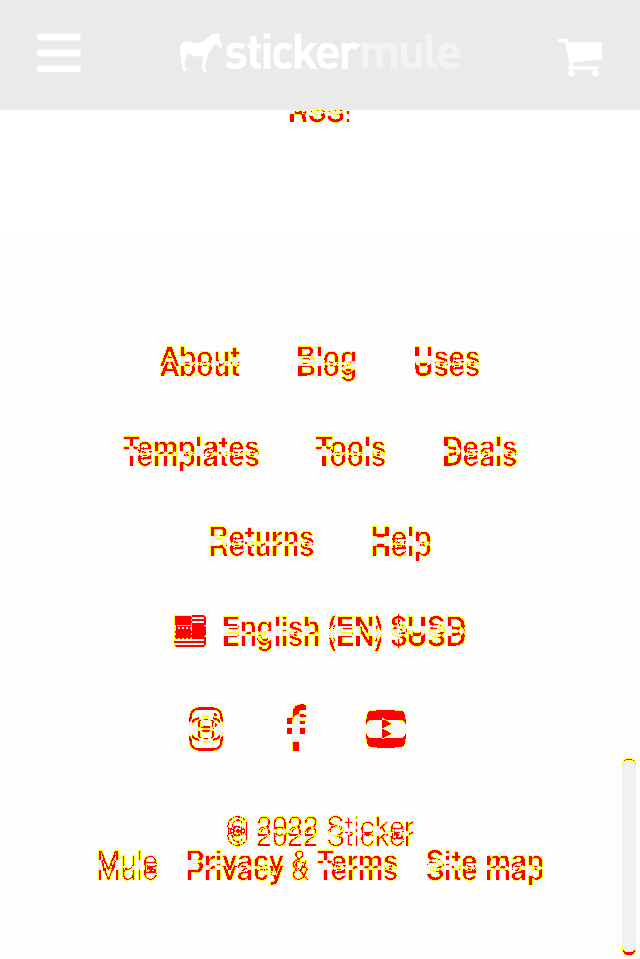 stickermule
RSS.
About Blog Uses
Templates Tools Deals
Returns Help
English (EN) $USD
© 2022 Sticker
Mule Privacy & Terms Site map